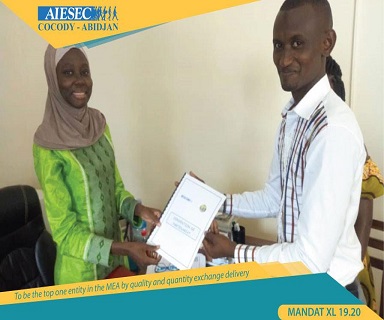 AIESEC
COCODY - ABIDJAN
To be the top one entity in the MEA by quality and quantity exchange delivery
MANDAT XL 19.20